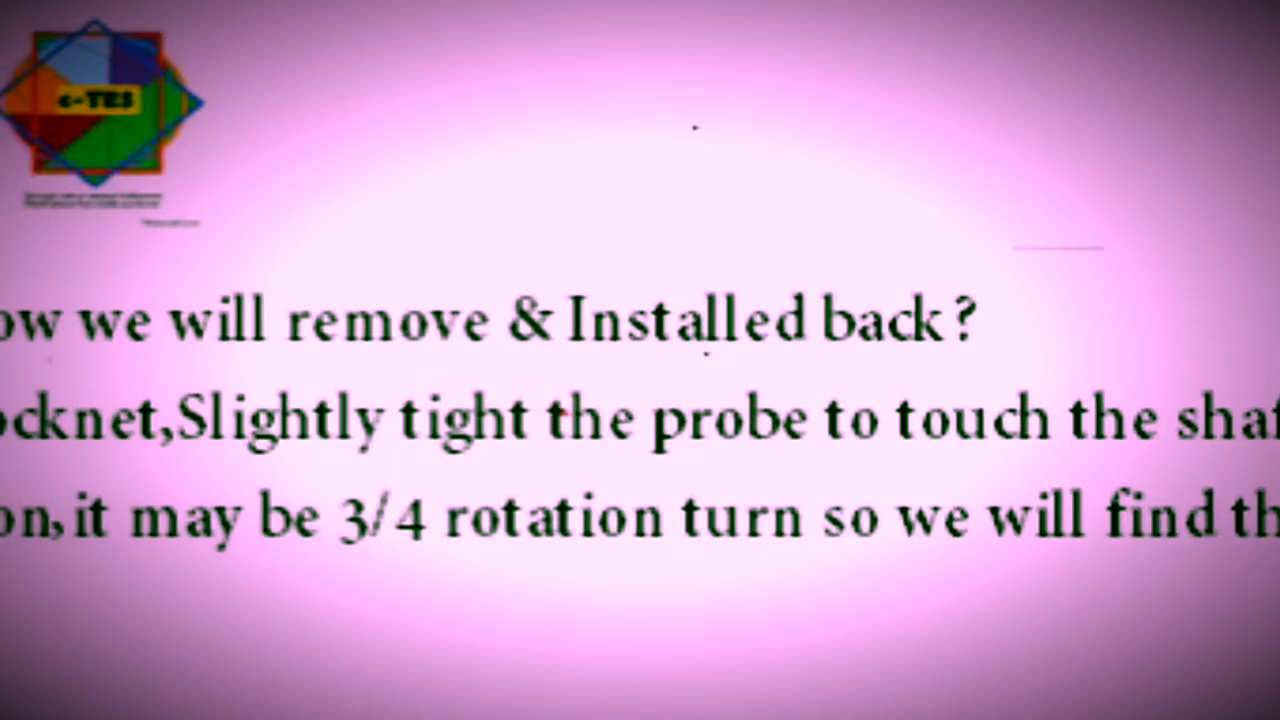 c-TES
ow we will remove & Installed back?
ocknet,Slightly tight the probe to touch the shaf
on,it may be 3/4 rotation turn so we will find th